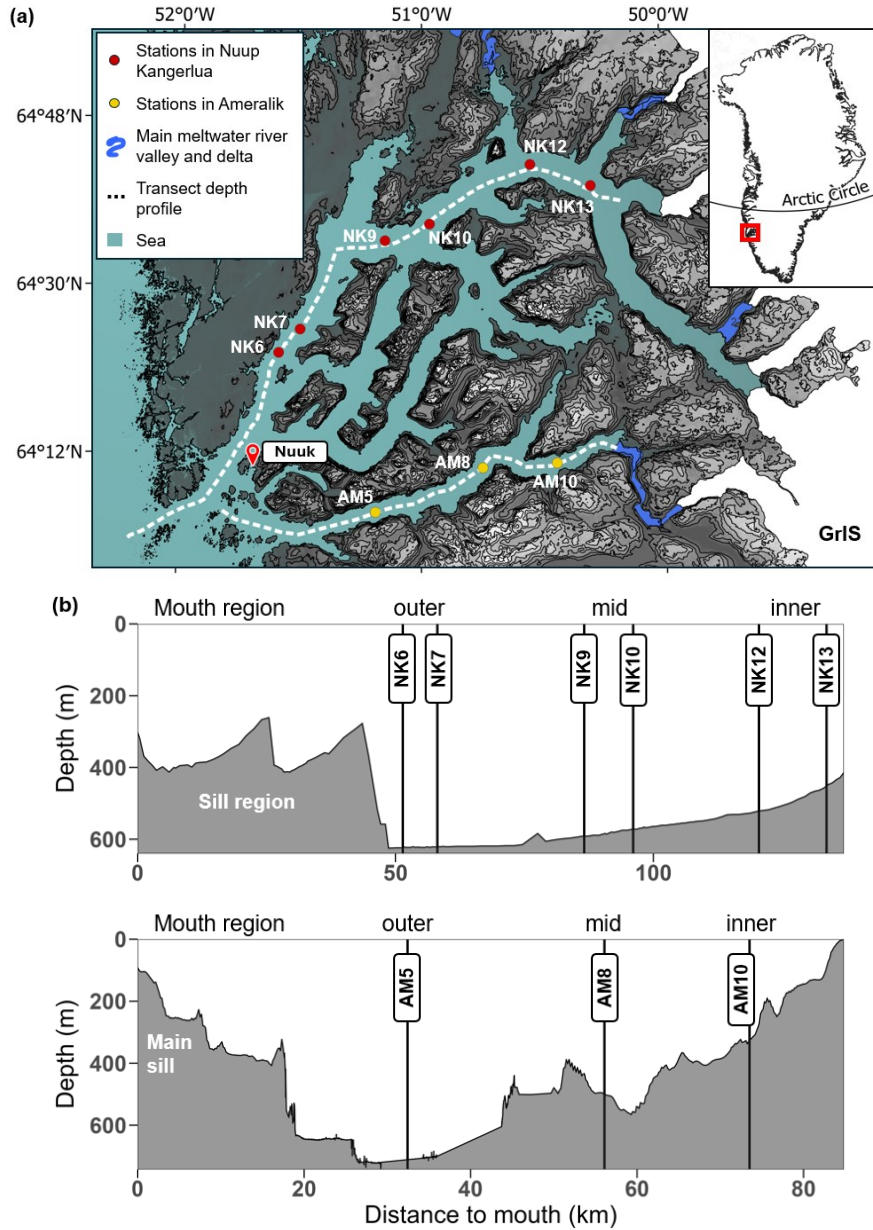 (a)
52°0'W
51°0'W
50°0'W
Stations in Nuup
Kangerlua
Stations in Ameralik
Main meltwater river
valley and delta
Transect depth
profile
Sea
64°48'N
64°30'N
64°12'N
NK12
NK13
NK9
NK10
NK7
NK6
Nuuk
AM8
AM10
AM5
Arctic Circle
GrIS
(b)
Mouth region
outer
mid
inner
0
200
400
600
Depth (m)
NK6
NK7
NK9
NK10
NK12
NK13
Sill region
0
50
100
Mouth region
outer
mid
inner
0
200
400
600
Depth (m)
AM5
AM8
AM10
Main
sill
0
20
40
60
80
Distance to mouth (km)